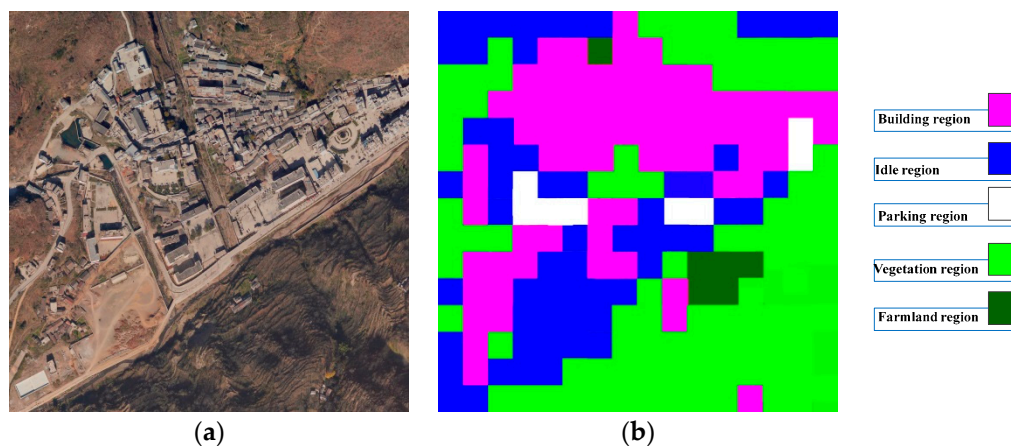 Building region
Idle region
Parking region
Vegetation region
Farmland region
(a)
(b)